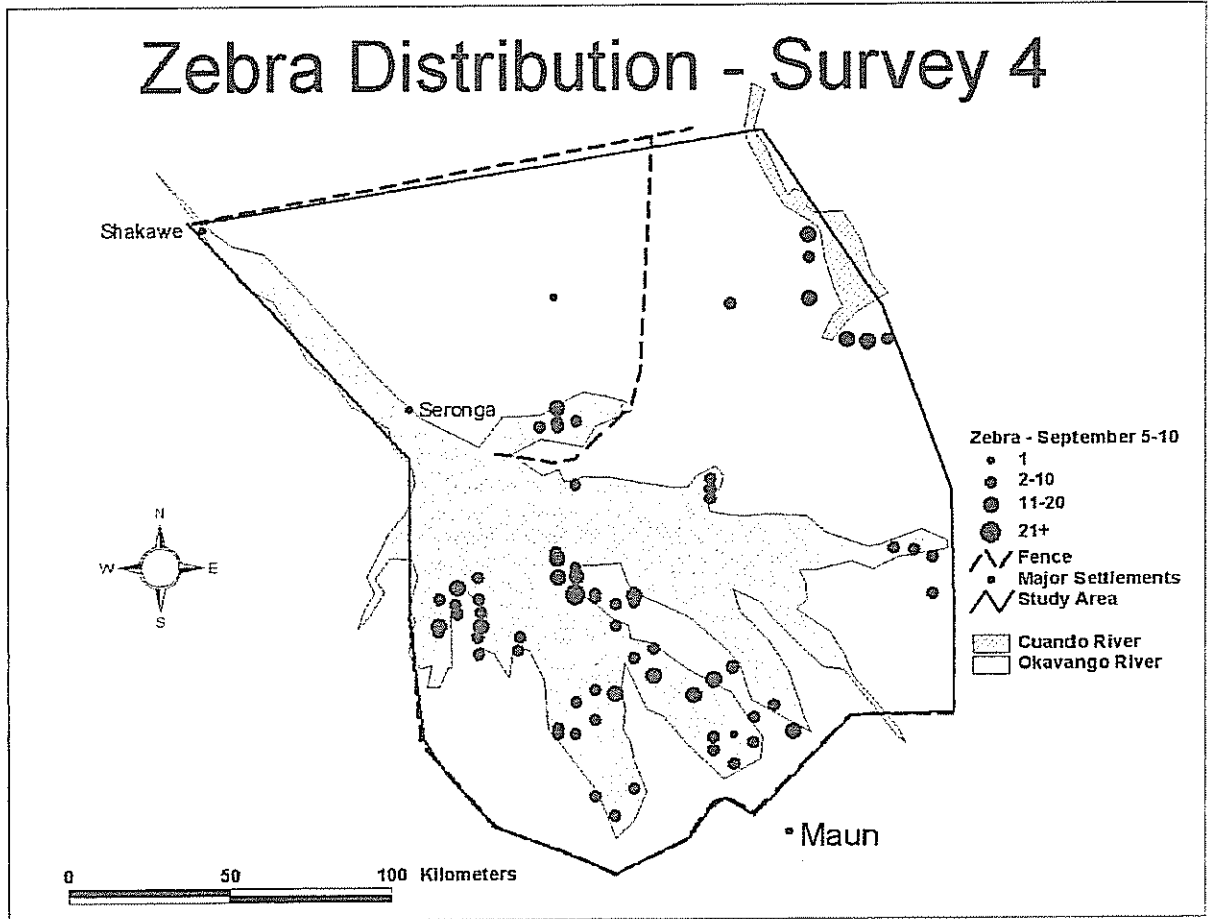 Zebra Distribution - Survey 4
Shakawe
Seronga
Zebra - September 5-10
1
2-10
11-20
21+
Fence
Major Settlements
Study Area
Cuando River
Okavango River
N
W E
S
Maun
0 50 100 Kilometers